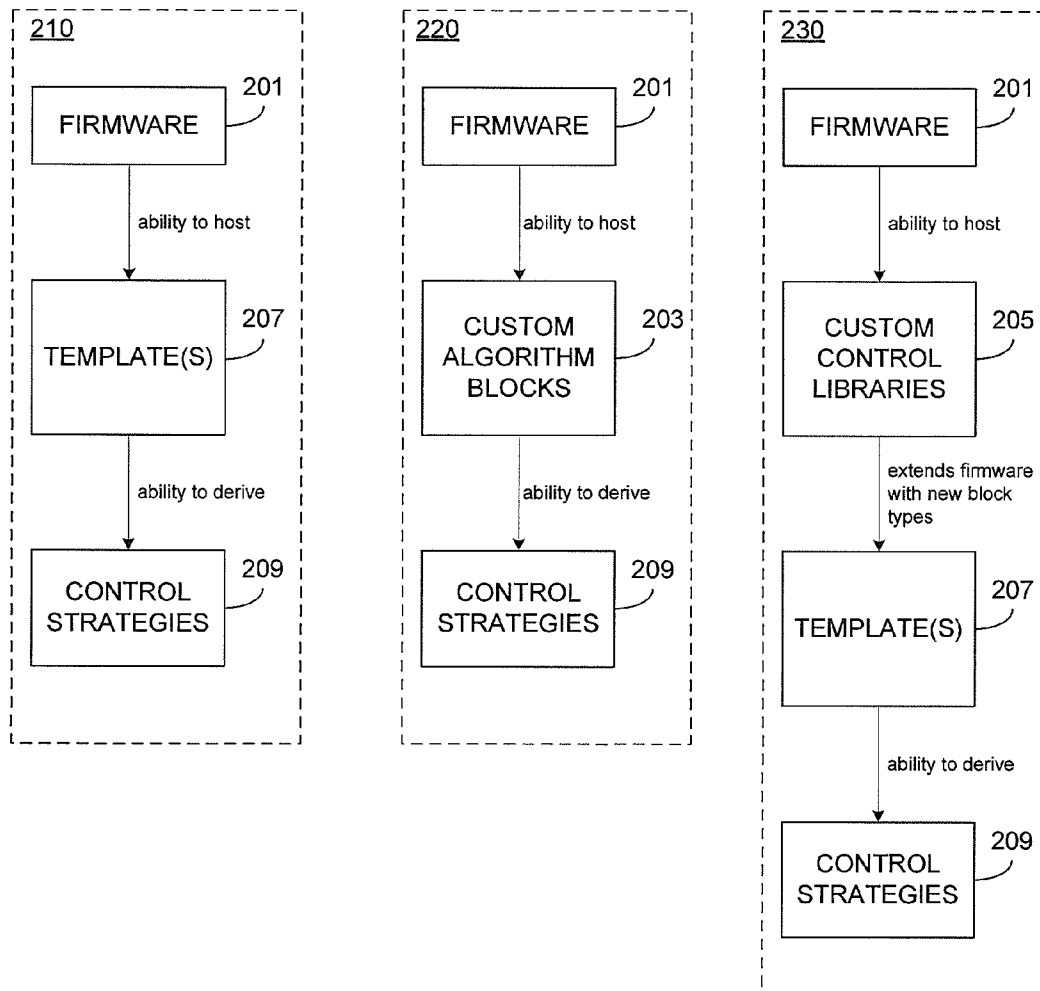 210
FIRMWARE
201
ability to host
TEMPLATE(S)
207
ability to derive
CONTROL
STRATEGIES
209
220
FIRMWARE
201
ability to host
CUSTOM
ALGORITHM
BLOCKS
203
ability to derive
CONTROL
STRATEGIES
209
230
FIRMWARE
201
ability to host
CUSTOM
CONTROL
LIBRARIES
205
extends firmware
with new block
types
TEMPLATE(S)
207
ability to derive
CONTROL
STRATEGIES
209